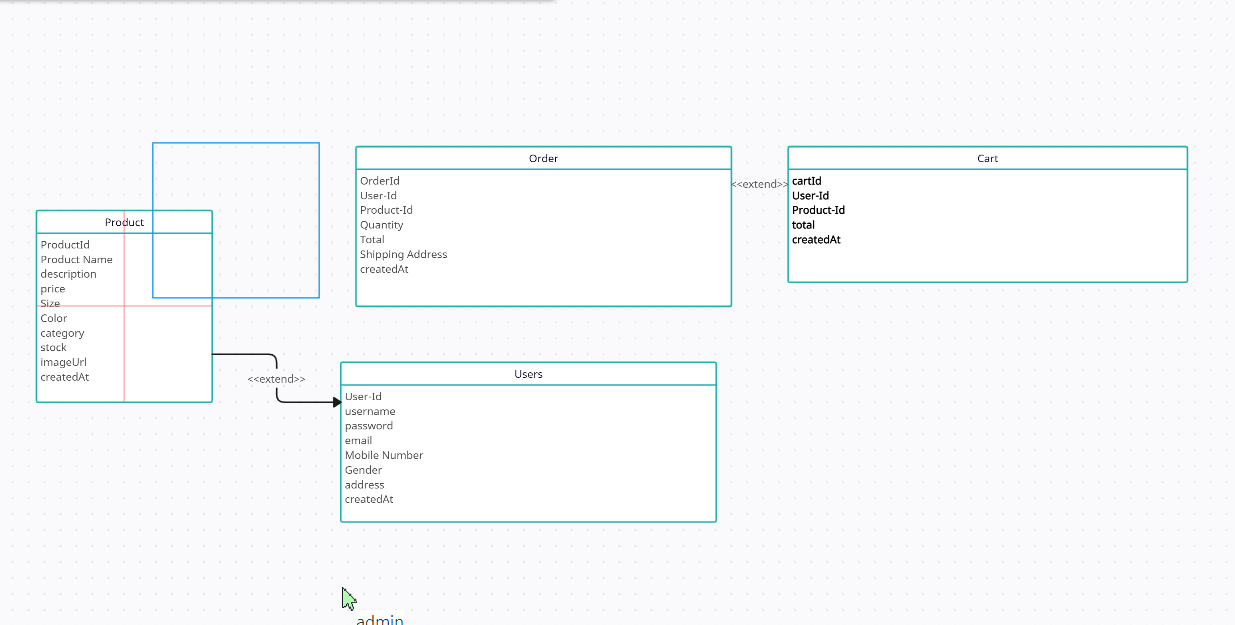 Product
ProductId
Product Name
description
price
Size
Color
category
stock
imageUrl
createdAt
<<extend>>
Order
OrderId
User-Id
Product-Id
Quantity
Total
Shipping Address
createdAt
<<extend>>
Cart
cartId
User-Id
Product-Id
total
createdAt
Users
User-Id
username
password
email
Mobile Number
Gender
address
createdAt
admin